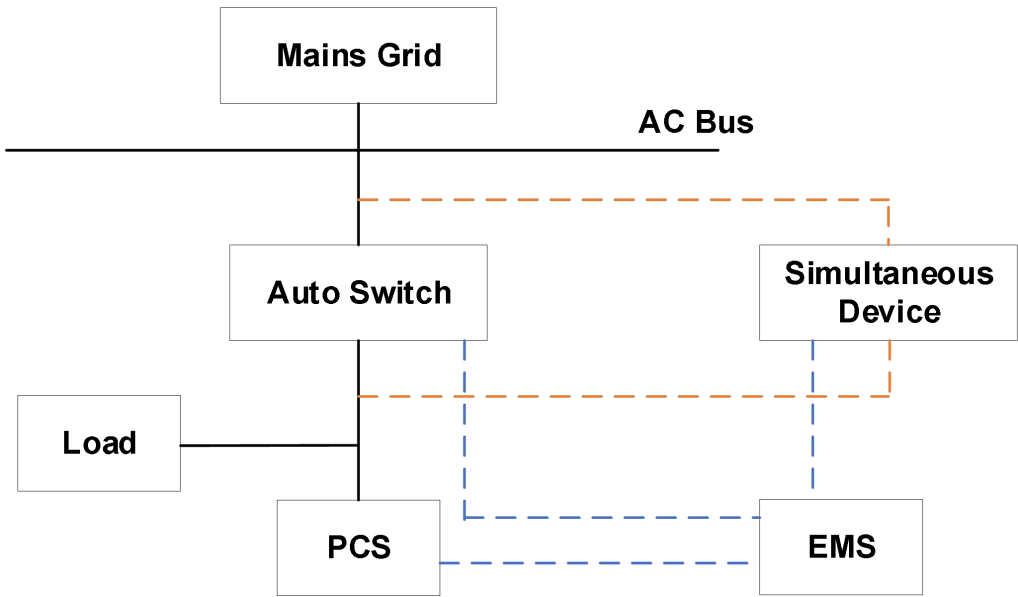 Mains Grid
AC Bus
Auto Switch
Simultaneous
Device
Load
PCS
EMS